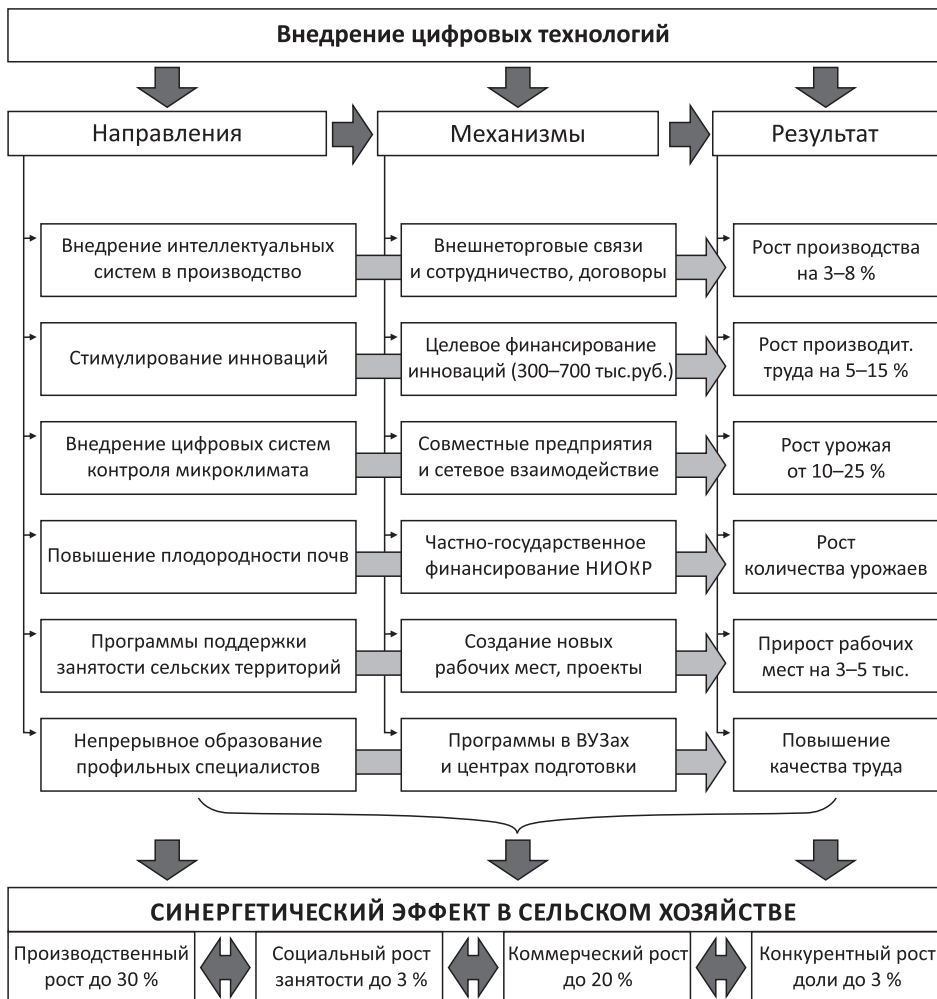 Внедрение цифровых технологий
Направления
Механизмы
Результат
Внедрение интеллектуальных
систем в производство
Внешнеторговые связи
и сотрудничество, договоры
Рост производства
на 3–8 %
Стимулирование инноваций
Целевое финансирование
инноваций (300–700 тыс.руб.)
Рост производит.
труда на 5–15 %
Внедрение цифровых систем
контроля микроклимата
Совместные предприятия
и сетевое взаимодействие
Рост урожая
от 10–25 %
Повышение плодородности почв
Частно-государственное
финансирование НИОКР
Рост
количества урожаев
Программы поддержки
занятости сельских территорий
Создание новых
рабочих мест, проекты
Прирост рабочих
мест на 3–5 тыс.
Непрерывное образование
профильных специалистов
Программы в ВУЗах
и центрах подготовки
Повышение
качества труда
СИНЕРГЕТИЧЕСКИЙ ЭФФЕКТ В СЕЛЬСКОМ ХОЗЯЙСТВЕ
Производственный
рост до 30 %
Социальный рост
занятости до 3 %
Коммерческий рост
до 20 %
Конкурентный рост
доли до 3 %